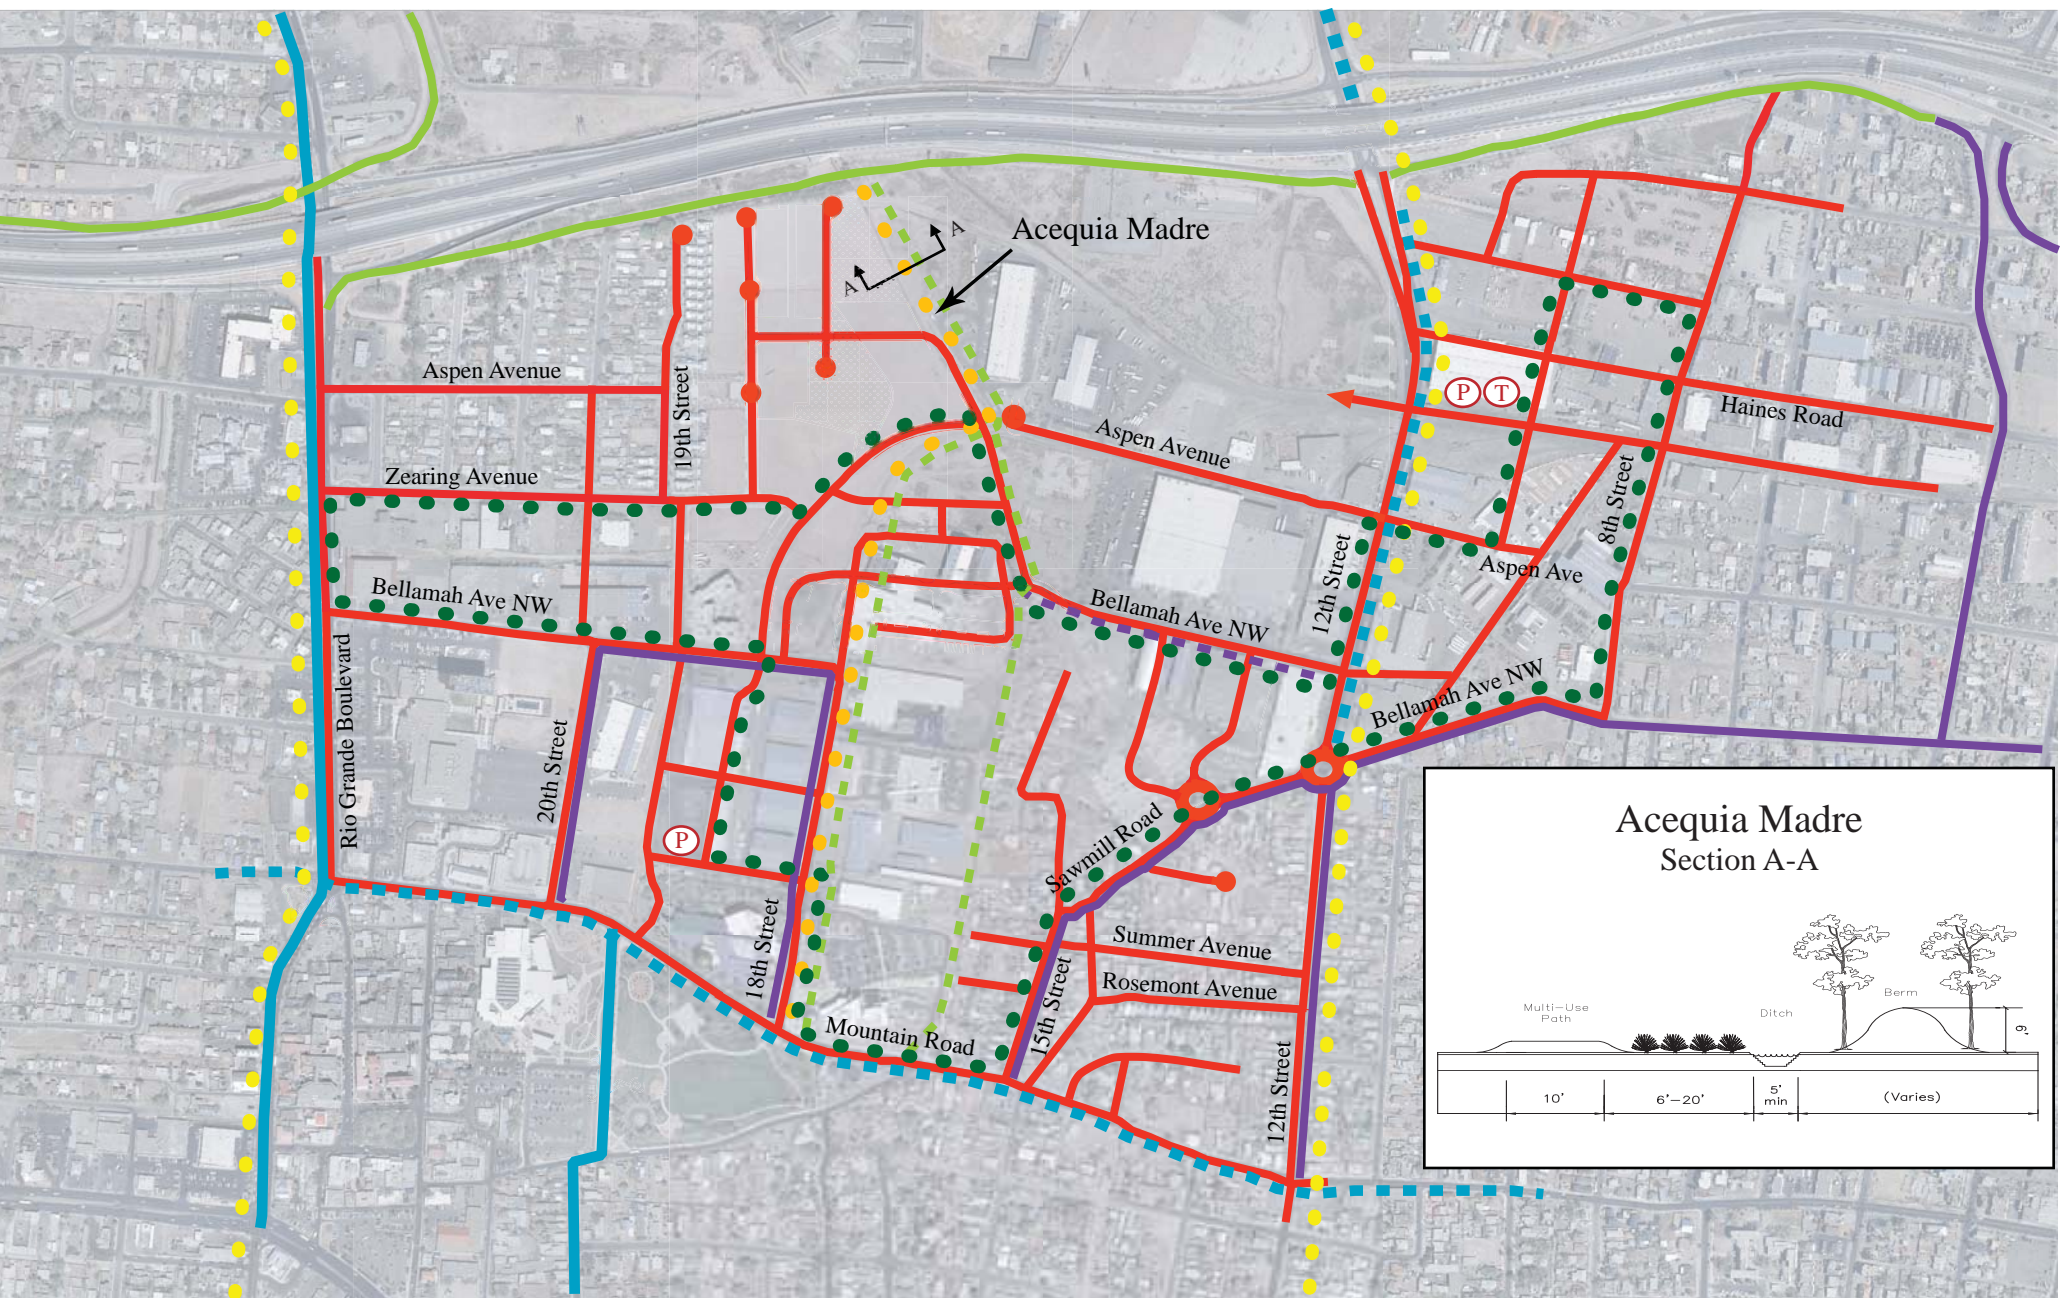 A
A
Acequia Madre
Aspen Avenue
19th Street
Zearing Avenue
Bellamah Ave NW
Rio Grande Boulevard
20th Street
P
18th Street
Mountain Road
Aspen Avenue
P
T
Haines Road
8th Street
12th Street
Aspen Ave
Bellamah Ave NW
Bellamah Ave NW
Sawmill Road
Summer Avenue
Rosemont Avenue
15th Street
12th Street
Acequia Madre
Section A-A
Multi-Use
Path
Ditch
Berm
6'
10'
6'-20'
5'
min
(Varies)